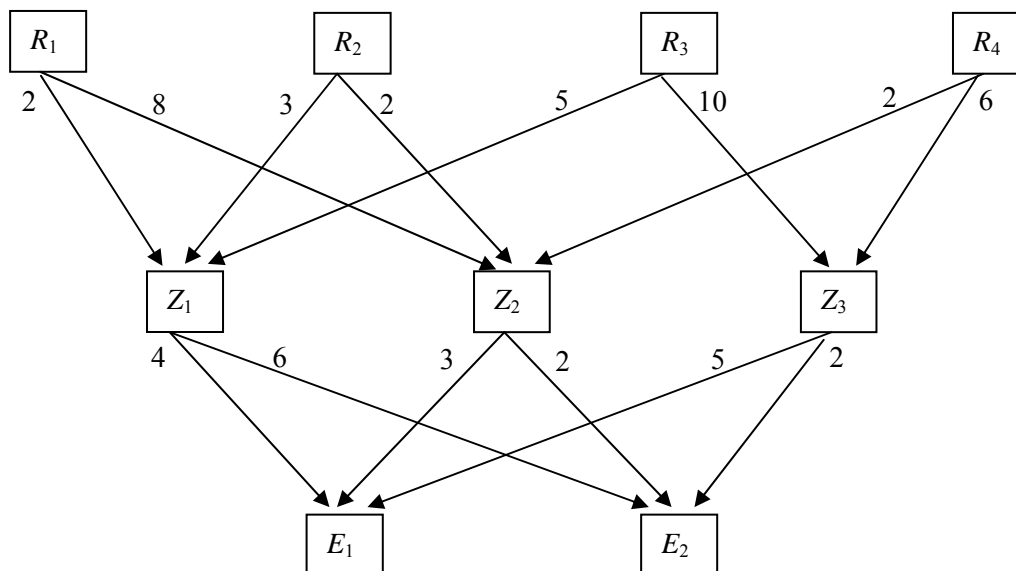 R₁ R₂ R₃ R₄
2 8 3 2 5 10 2 6
Z₁ Z₂ Z₃
4 6 3 2 5 2
E₁ E₂